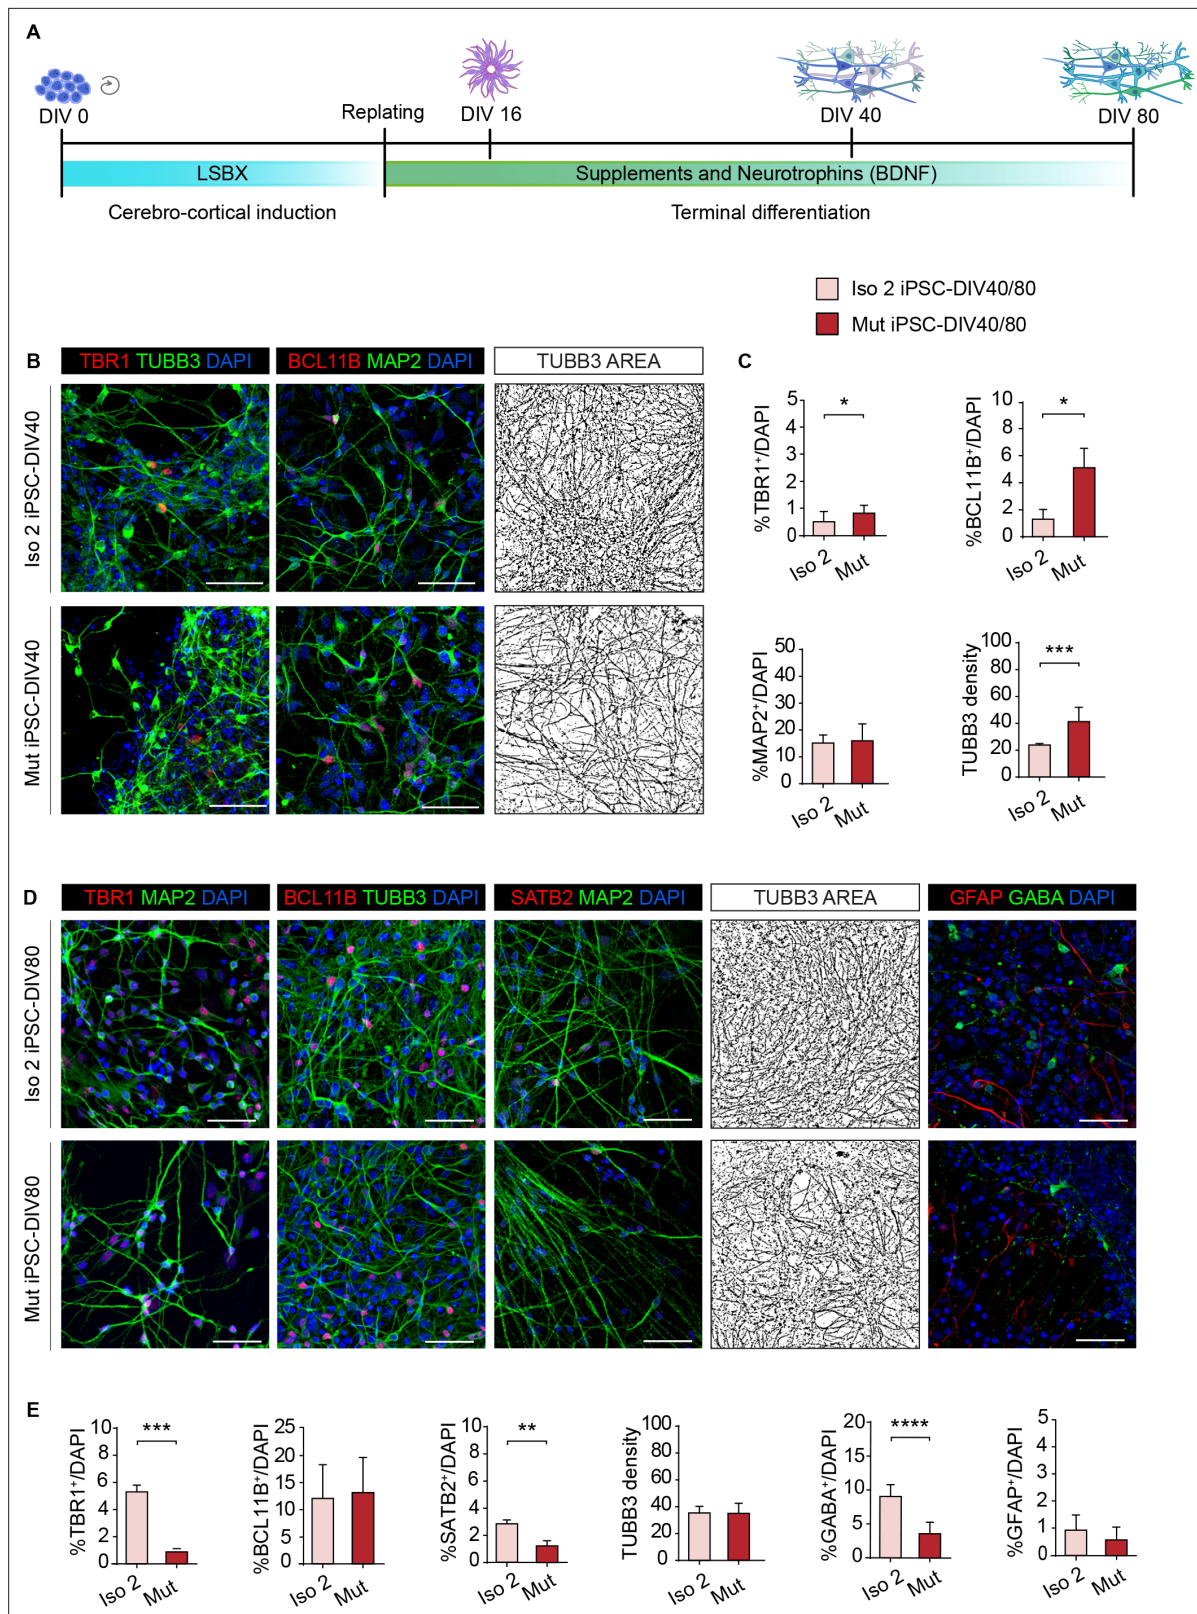 A
DIV 0
Replating
DIV 16
DIV 40
DIV 80
LSBX
Supplements and Neurotrophins (BDNF)
Cerebro-cortical induction
Terminal differentiation
Iso 2 iPSC-DIV40/80
Mut iPSC-DIV40/80
B
TBR1 TUBB3 DAPI
BCL11B MAP2 DAPI
TUBB3 AREA
Iso 2 iPSC-DIV40
Mut iPSC-DIV40
C
%TBR1+/DAPI
5
4
3
2
1
0
*
Iso 2
Mut
%BCL11B+/DAPI
10
8
6
4
2
0
*
Iso 2
Mut
%MAP2+/DAPI
50
40
30
20
10
0
Iso 2
Mut
TUBB3 density
100
80
60
40
20
0
***
Iso 2
Mut
D
TBR1 MAP2 DAPI
BCL11B TUBB3 DAPI
SATB2 MAP2 DAPI
TUBB3 AREA
GFAP GABA DAPI
Iso 2 iPSC-DIV80
Mut iPSC-DIV80
E
%TBR1+/DAPI
10
8
6
4
2
0
***
Iso 2
Mut
%BCL11B+/DAPI
25
20
15
10
5
0
Iso 2
Mut
%SATB2+/DAPI
10
8
6
4
2
0
**
Iso 2
Mut
TUBB3 density
100
80
60
40
20
0
Iso 2
Mut
%GABA+/DAPI
20
15
10
5
0
****
Iso 2
Mut
%GFAP+/DAPI
5
4
3
2
1
0
Iso 2
Mut